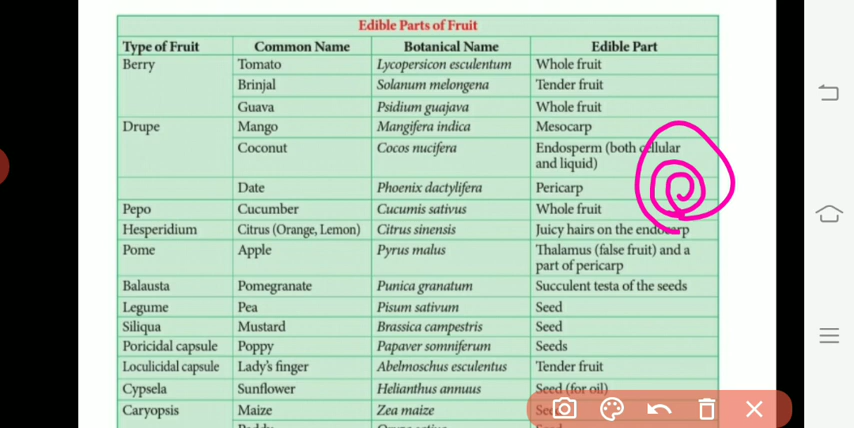 Edible Parts of Fruit
Type of Fruit Common Name Botanical Name Edible Part
Berry Tomato Lycopersicon esculentum Whole fruit
Brinjal Solanum melongena Tender fruit
Guava Psidium guajava Whole fruit
Drupe Mango Mangifera indica Mesocarp
Coconut Cocos nucifera Endosperm (both cellular
and liquid)
Date Phoenix dactylifera Pericarp
Pepo Cucumber Cucumis sativus Whole fruit
Hesperidium Citrus (Orange, Lemon) Citrus sinensis Juicy hairs on the endocarp
Pome Apple Pyrus malus Thalamus (false fruit) and a
part of pericarp
Balausta Pomegranate Punica granatum Succulent testa of the seeds
Legume Pea Pisum sativum Seed
Siliqua Mustard Brassica campestris Seed
Poricidal capsule Poppy Papaver somniferum Seeds
Loculicidal capsule Lady's finger Abelmoschus esculentus Tender fruit
Cypsela Sunflower Helianthus annuus Seed (for oil)
Caryopsis Maize Zea maize